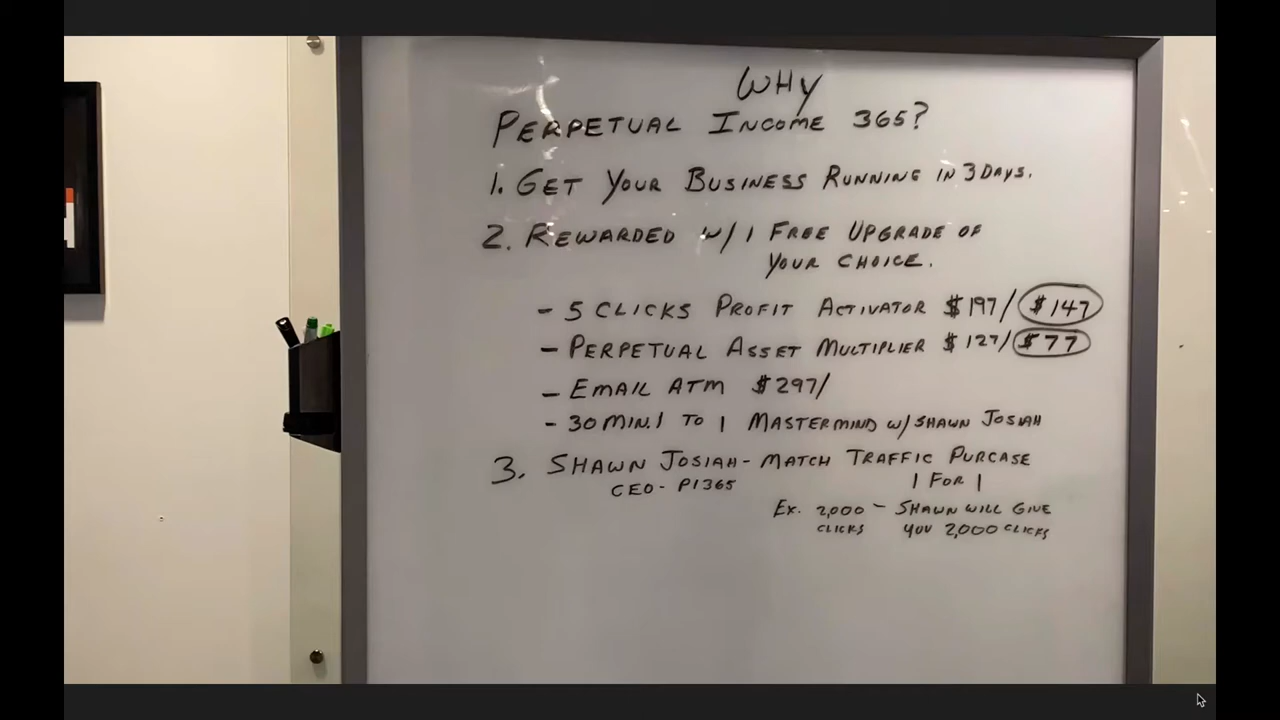 WHY
PERPETUAL INCOME 365?
1. GET YOUR BUSINESS RUNNING IN 3 DAYS.
2. REWARDED W/ 1 FREE UPGRADE OF
YOUR CHOICE.
- 5 CLICKS PROFIT ACTIVATOR $197/ $147
- PERPETUAL ASSET MULTIPLIER $127/ $77
- EMAIL ATM $297/
- 30 MIN. 1 TO 1 MASTERMIND W/ SHAWN JOSIAH
3. SHAWN JOSIAH - MATCH TRAFFIC PURCASE
CEO - PI365 1 FOR 1
EX. 2,000 - SHAWN WILL GIVE
CLICKS YOU 2,000 CLICKS